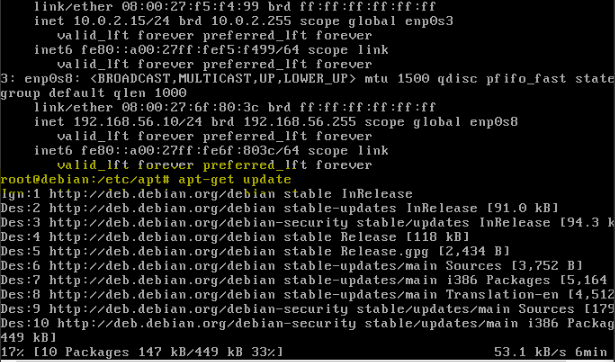 link/ether 08:00:27:f5:f4:99 brd ff:ff:ff:ff:ff:ff
inet 10.0.2.15/24 brd 10.0.2.255 scope global enp0s3
valid_lft forever preferred_lft forever
inet6 fe80::a00:27ff:fef5:f499/64 scope link
valid_lft forever preferred_lft forever
3: enp0s8: <BROADCAST,MULTICAST,UP,LOWER_UP> mtu 1500 qdisc pfifo_fast state
group default qlen 1000
link/ether 08:00:27:6f:80:3c brd ff:ff:ff:ff:ff:ff
inet 192.168.56.10/24 brd 192.168.56.255 scope global enp0s8
valid_lft forever preferred_lft forever
inet6 fe80::a00:27ff:fe6f:803c/64 scope link
valid_lft forever preferred_lft forever
root@debian:/etc/apt# apt-get update
Ign:1 http://deb.debian.org/debian stable InRelease
Des:2 http://deb.debian.org/debian stable-updates InRelease [91.0 kB]
Des:3 http://deb.debian.org/debian-security stable/updates InRelease [94.3 k
Des:4 http://deb.debian.org/debian stable Release [118 kB]
Des:5 http://deb.debian.org/debian stable Release.gpg [2,434 B]
Des:6 http://deb.debian.org/debian stable-updates/main Sources [3,752 B]
Des:7 http://deb.debian.org/debian stable-updates/main i386 Packages [5,164
Des:8 http://deb.debian.org/debian stable-updates/main Translation-en [4,512
Des:9 http://deb.debian.org/debian-security stable/updates/main Sources [179
Des:10 http://deb.debian.org/debian-security stable/updates/main i386 Packag
449 kB]
17% [10 Packages 147 kB/449 kB 33%] 53.1 kB/s 6min